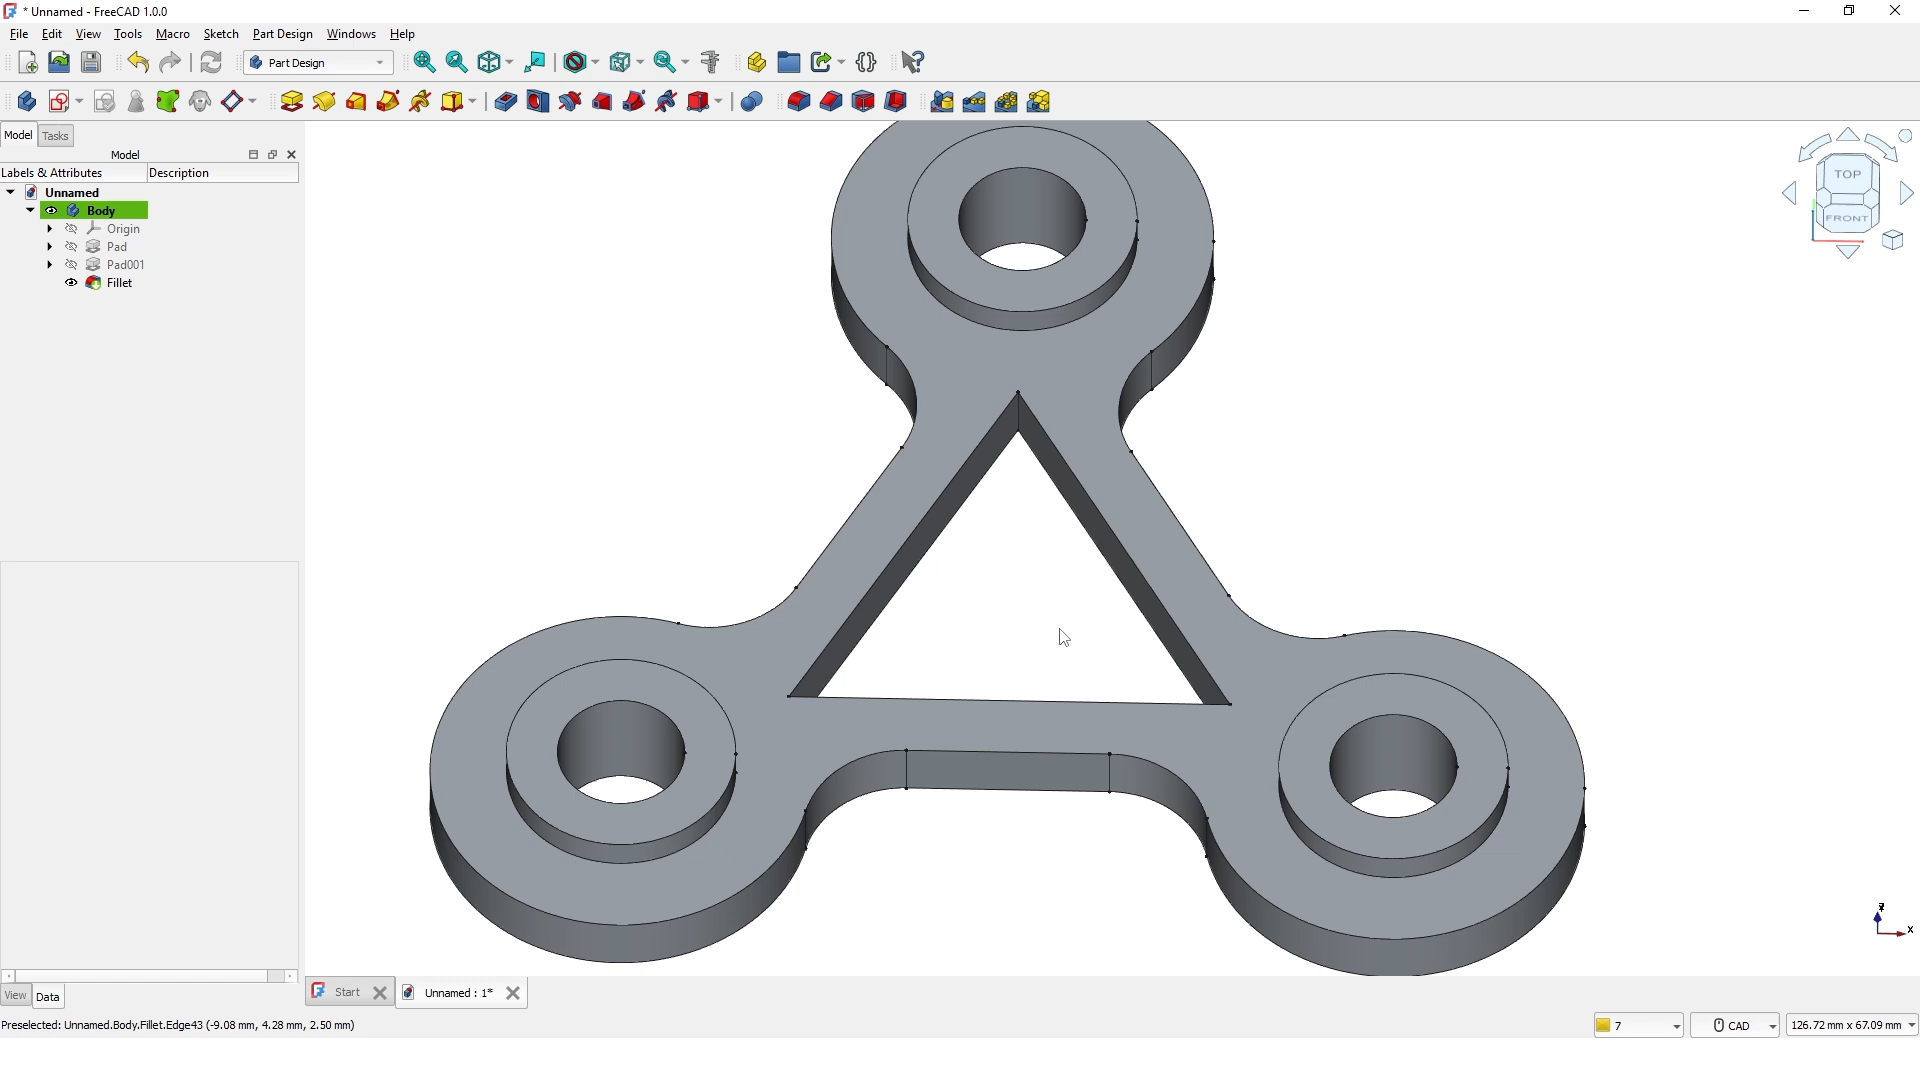 * Unnamed - FreeCAD 1.0.0
File Edit View Tools Macro Sketch Part Design Windows Help
Part Design
Model Tasks
Model
Labels & Attributes Description
Unnamed
Body
Origin
Pad
Pad001
Fillet
TOP
FRONT
Z
X
View Data
Start Unnamed : 1*
Preselected: Unnamed.Body.Fillet.Edge43 (-9.08 mm, 4.28 mm, 2.50 mm)
7 CAD 126.72 mm x 67.09 mm